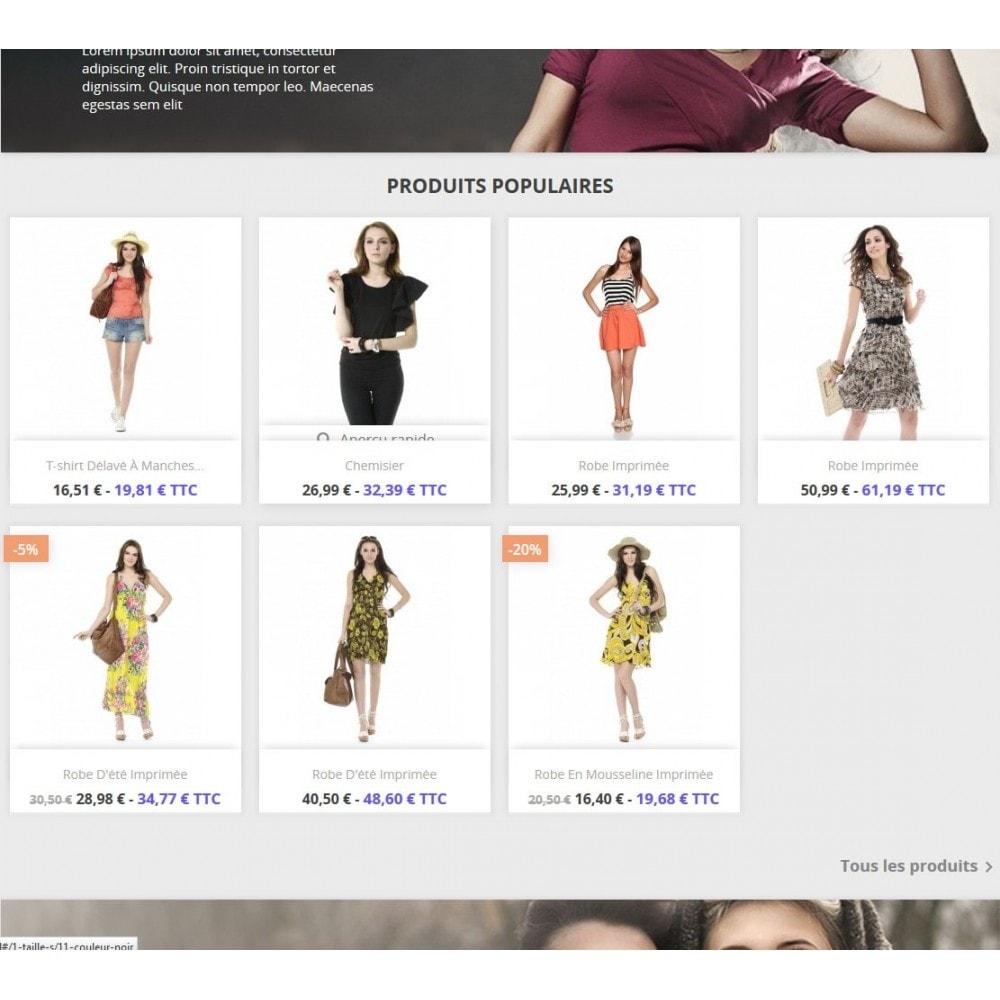 Lorem ipsum dolor sit amet, consectetur
adipiscing elit. Proin tristique in tortor et
dignissim. Quisque non tempor leo. Maecenas
egestas sem elit
PRODUITS POPULAIRES
Aperçu rapide
T-shirt Délavé À Manches...
16,51 € - 19,81 € TTC
Chemisier
26,99 € - 32,39 € TTC
Robe Imprimée
25,99 € - 31,19 € TTC
Robe Imprimée
50,99 € - 61,19 € TTC
-5%
Robe D'été Imprimée
30,50 € 28,98 € - 34,77 € TTC
Robe D'été Imprimée
40,50 € - 48,60 € TTC
-20%
Robe En Mousseline Imprimée
20,50 € 16,40 € - 19,68 € TTC
Tous les produits
l#/1-taille-s/11-couleur-noir